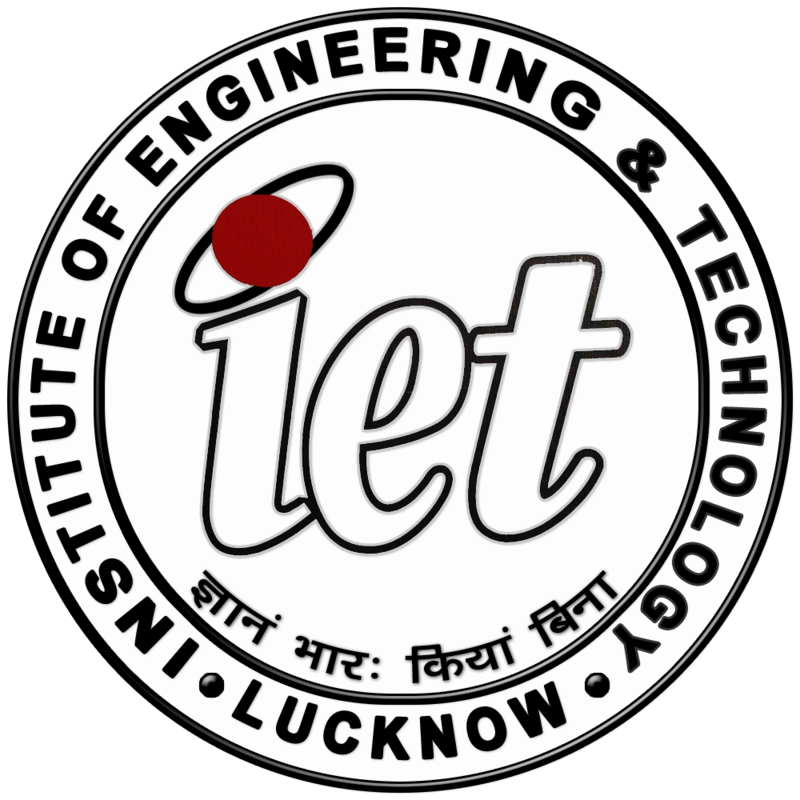 INSTITUTE OF ENGINEERING & TECHNOLOGY
iet
ज्ञानं भारः कियां बिना
LUCKNOW